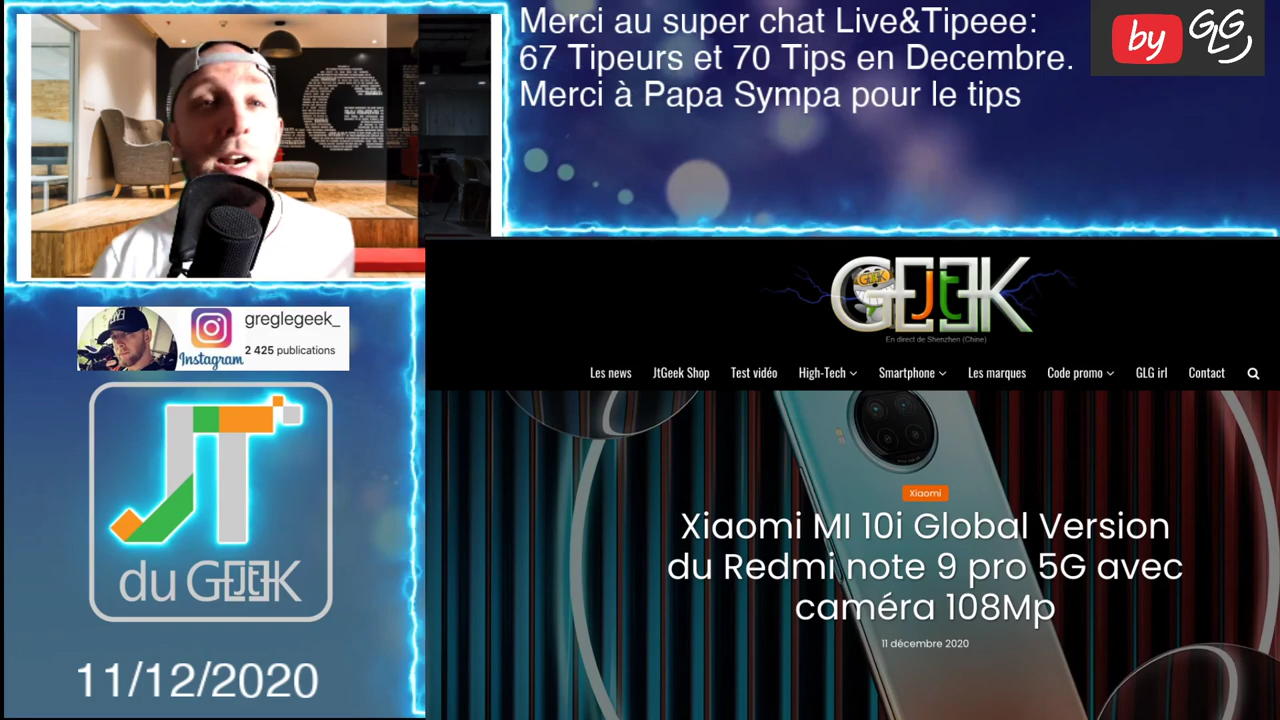 Merci au super chat Live&Tipeee:
67 Tipeurs et 70 Tips en Decembre.
Merci à Papa Sympa pour le tips
by GLG
greglegeek_
Instagram
2 425 publications
JT
du GEEK
11/12/2020
GEEK jt
En direct de Shenzhen (Chine)
Les news JtGeek Shop Test vidéo High-Tech Smartphone Les marques Code promo GLG irl Contact
Xiaomi
Xiaomi MI 10i Global Version
du Redmi note 9 pro 5G avec
caméra 108Mp
11 décembre 2020